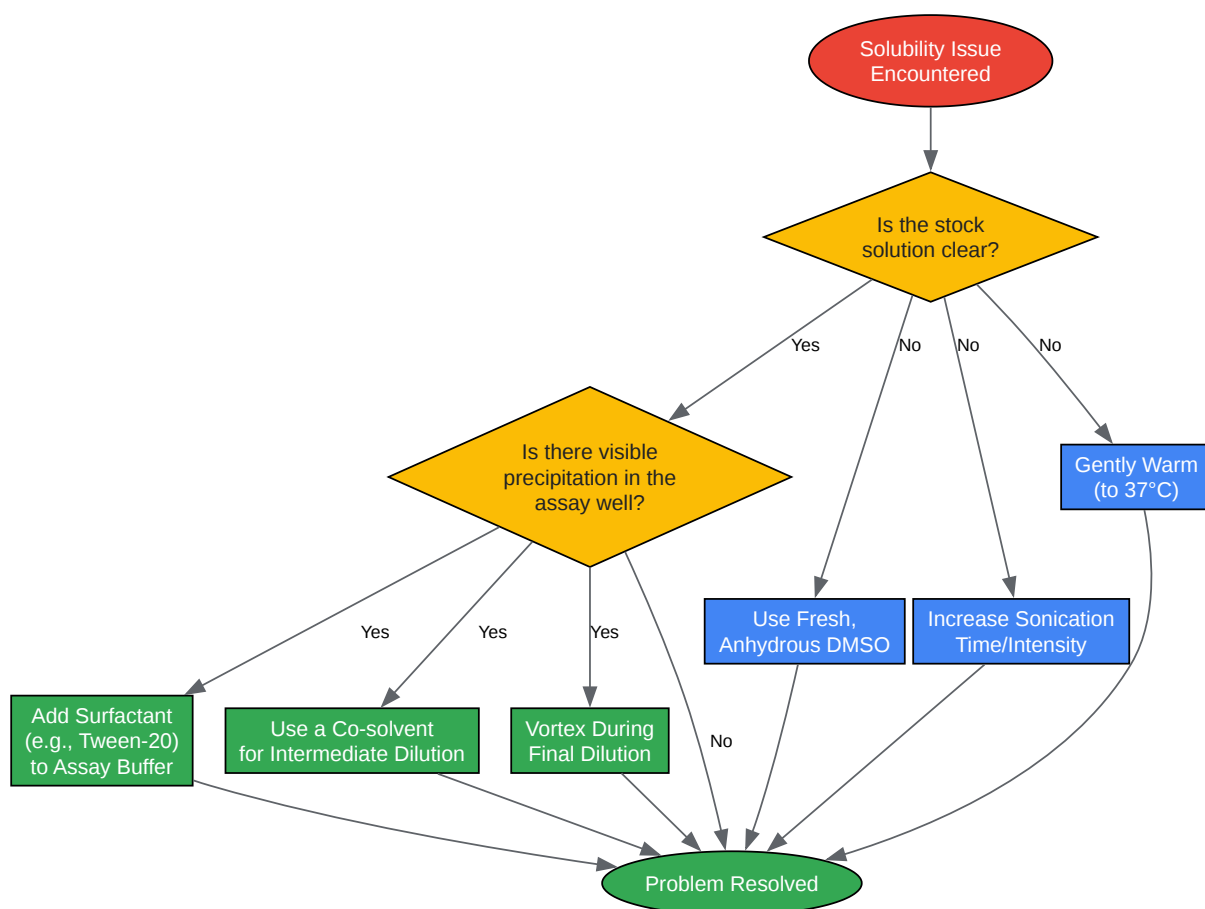 Solubility Issue
Encountered
Is the stock
solution clear?
Yes
No
No
No
Is there visible
precipitation in the
assay well?
Gently Warm
(to 37°C)
Use Fresh,
Anhydrous DMSO
Increase Sonication
Time/Intensity
Yes
Yes
Yes
No
Add Surfactant
(e.g., Tween-20)
to Assay Buffer
Use a Co-solvent
for Intermediate Dilution
Vortex During
Final Dilution
Problem Resolved